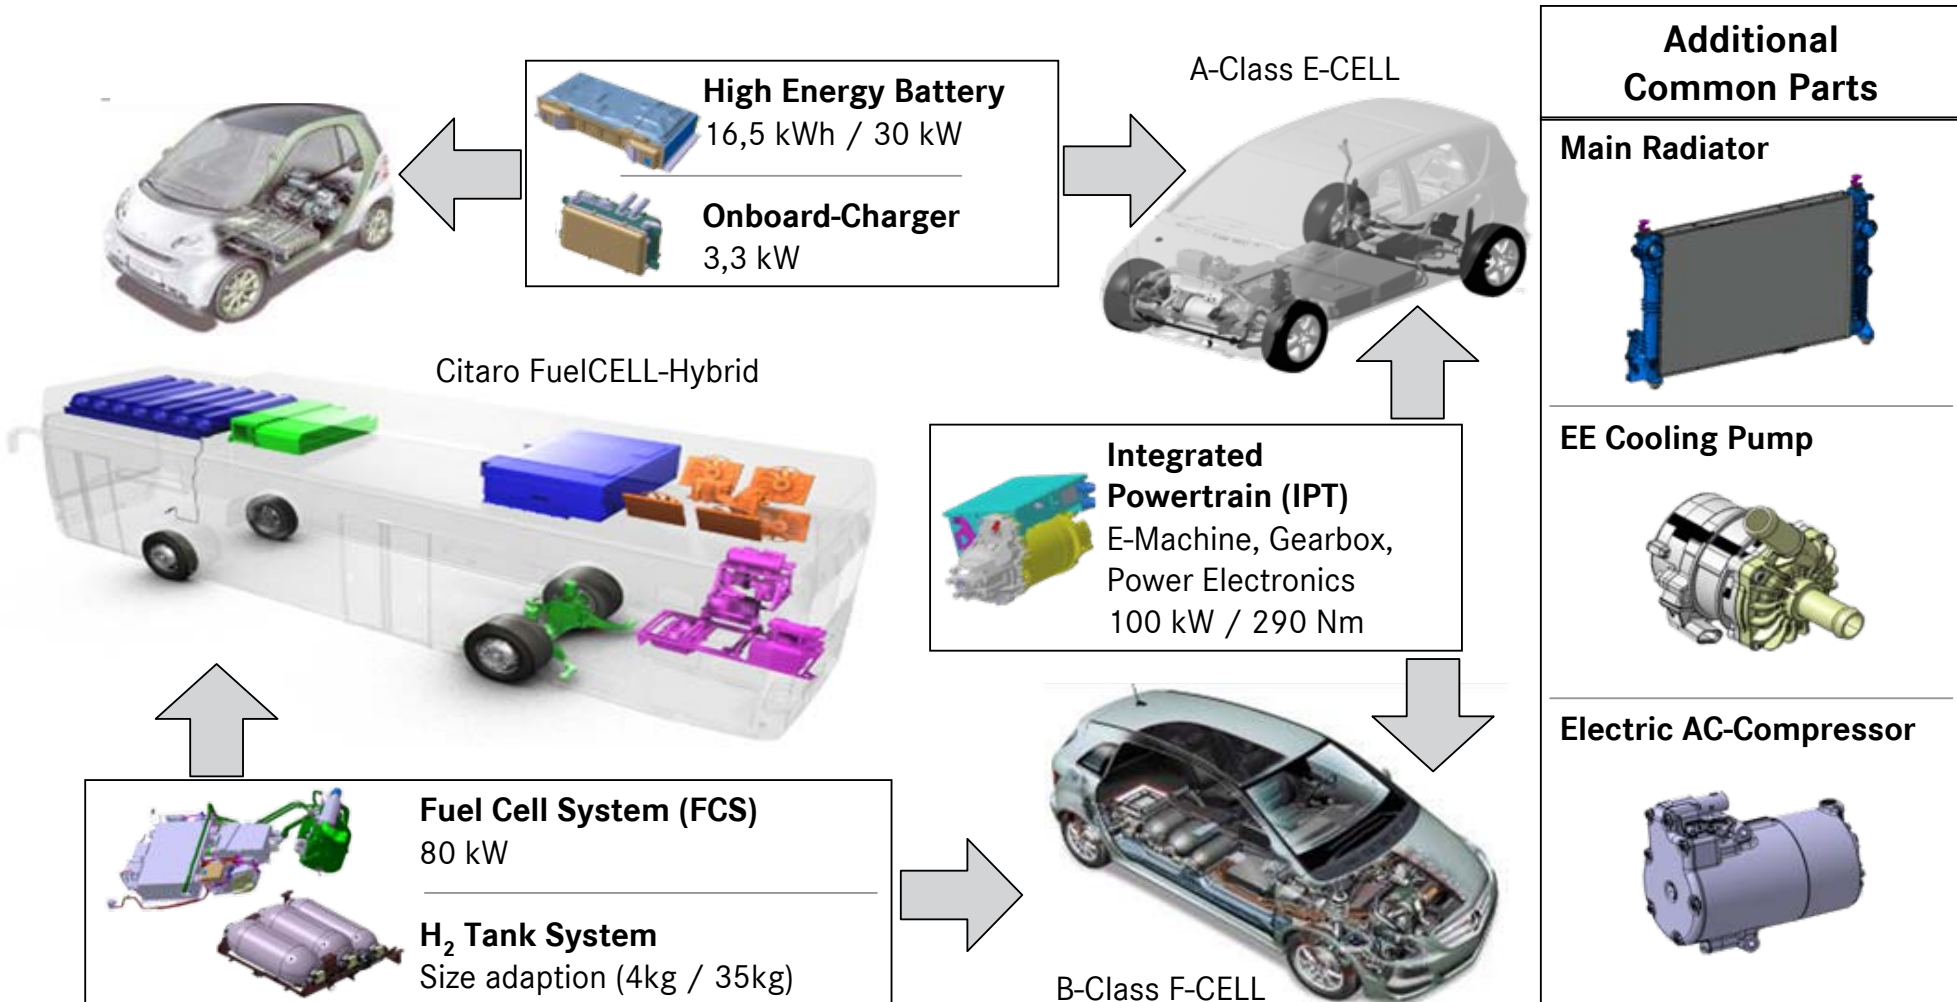 High Energy Battery
16,5 kWh / 30 kW
Onboard-Charger
3,3 kW
A-Class E-CELL
Citaro FuelCELL-Hybrid
Integrated
Powertrain (IPT)
E-Machine, Gearbox,
Power Electronics
100 kW / 290 Nm
Fuel Cell System (FCS)
80 kW
H₂ Tank System
Size adaption (4kg / 35kg)
B-Class F-CELL
Additional
Common Parts
Main Radiator
EE Cooling Pump
Electric AC-Compressor